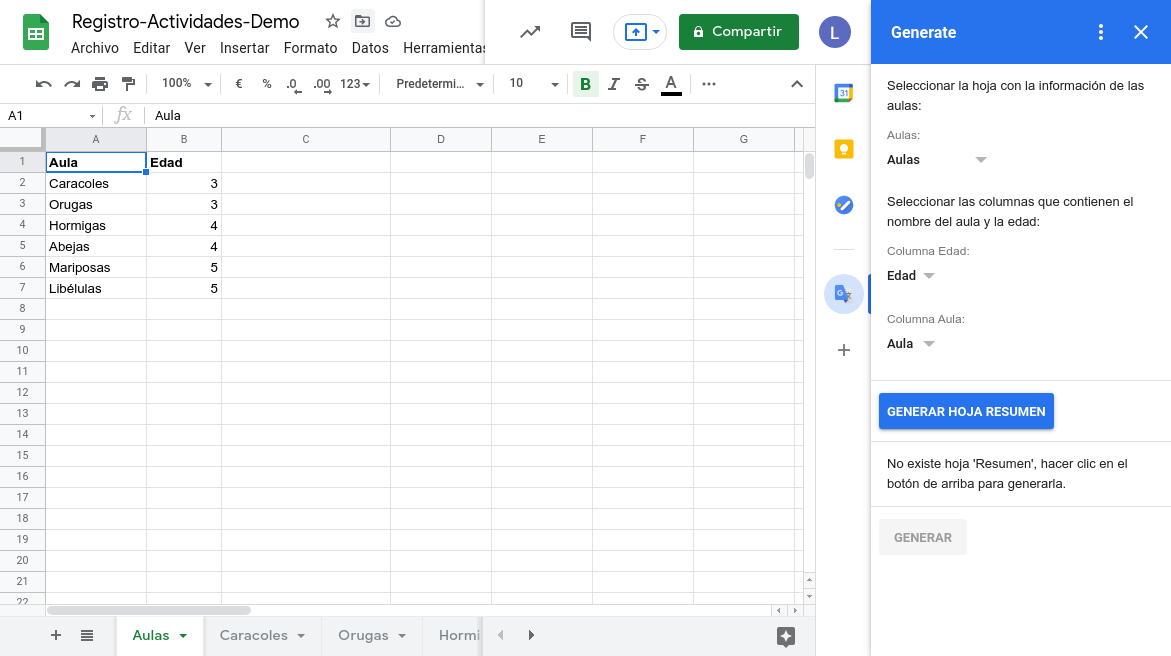 Registro-Actividades-Demo
Archivo Editar Ver Insertar Formato Datos Herramientas
Compartir
L
100% € % .0 .00 123 Predetermi... 10 B I S A
A1 fx Aula
A B C D E F G
1 Aula Edad
2 Caracoles 3
3 Orugas 3
4 Hormigas 4
5 Abejas 4
6 Mariposas 5
7 Libélulas 5
8
9
10
11
12
13
14
15
16
17
18
19
20
21
22
Aulas Caracoles Orugas Hormi
31
G
Generate
Seleccionar la hoja con la información de las
aulas:
Aulas:
Aulas
Seleccionar las columnas que contienen el
nombre del aula y la edad:
Columna Edad:
Edad
Columna Aula:
Aula
GENERAR HOJA RESUMEN
No existe hoja 'Resumen', hacer clic en el
botón de arriba para generarla.
GENERAR